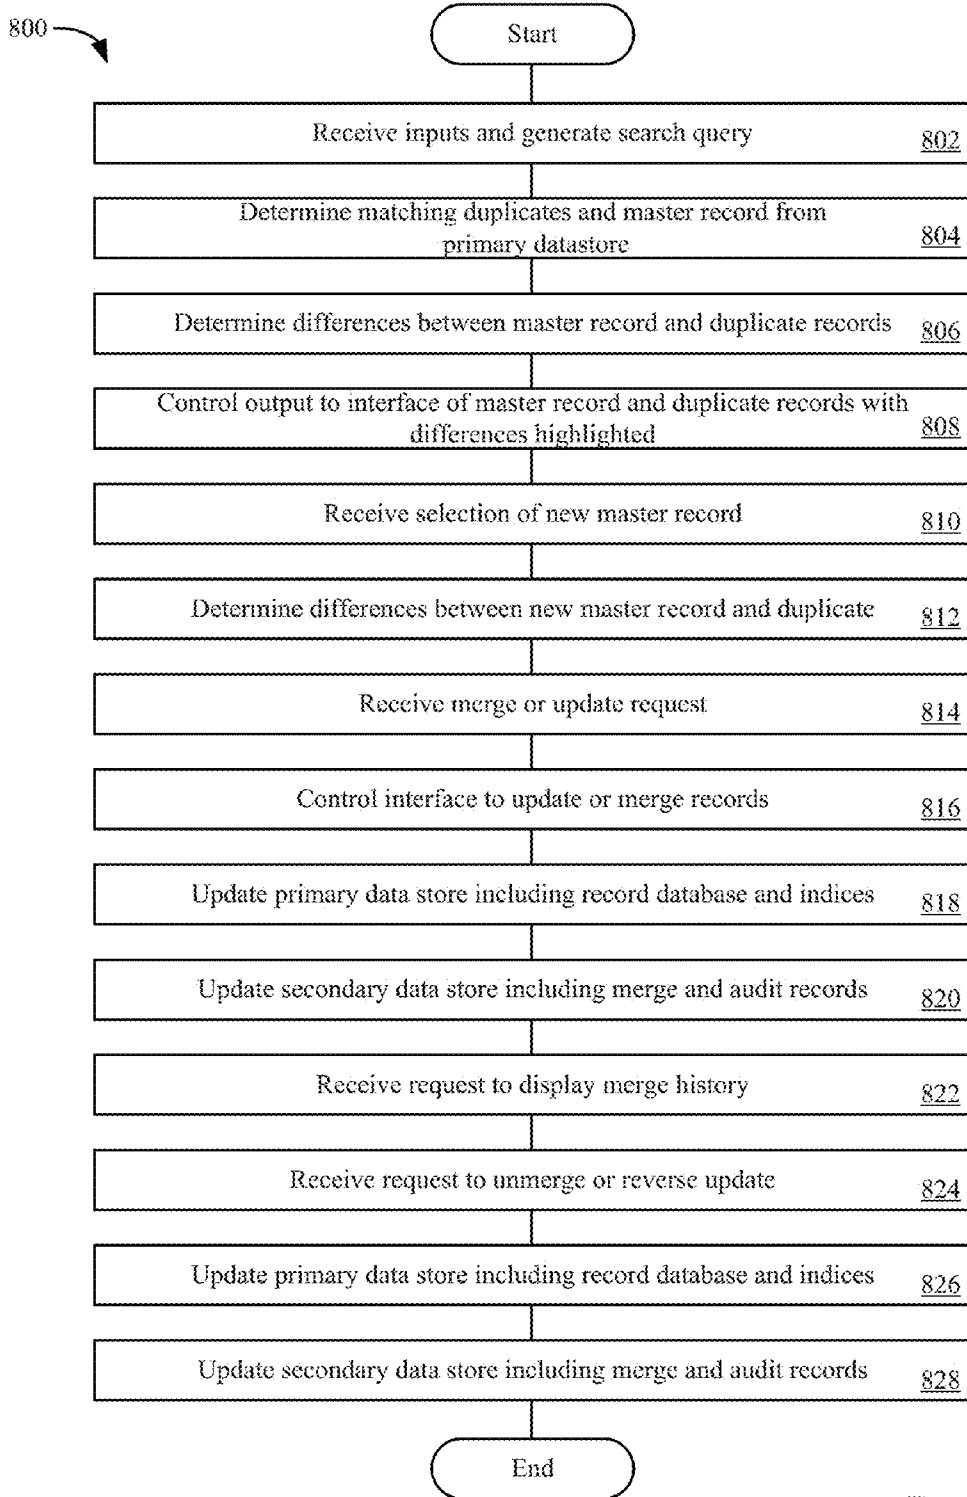 800
Start
Receive inputs and generate search query
802
Determine matching duplicates and master record from
primary datastore
804
Determine differences between master record and duplicate records
806
Control output to interface of master record and duplicate records with
differences highlighted
808
Receive selection of new master record
810
Determine differences between new master record and duplicate
812
Receive merge or update request
814
Control interface to update or merge records
816
Update primary data store including record database and indices
818
Update secondary data store including merge and audit records
820
Receive request to display merge history
822
Receive request to unmerge or reverse update
824
Update primary data store including record database and indices
826
Update secondary data store including merge and audit records
828
End